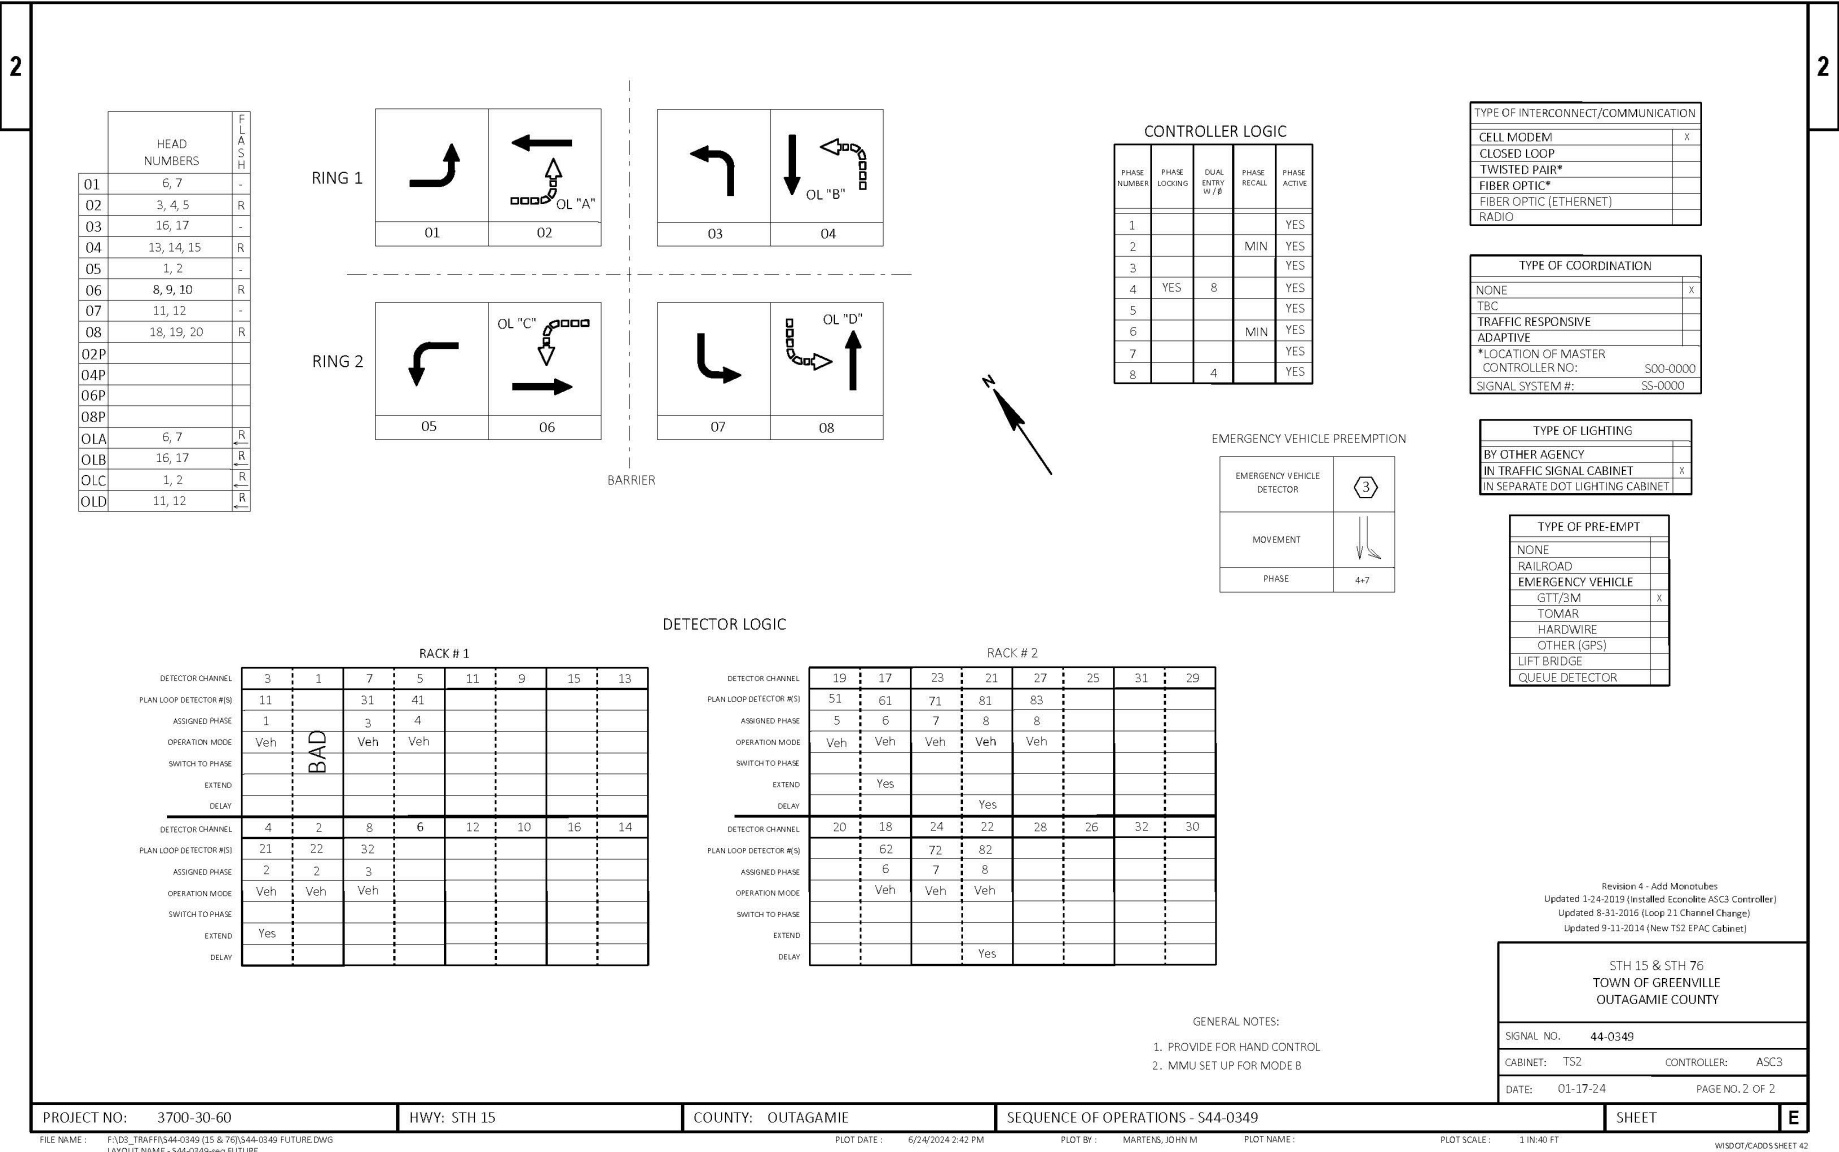 2
2
HEAD NUMBERS FLASH
01 6, 7 -
02 3, 4, 5 R
03 16, 17 -
04 13, 14, 15 R
05 1, 2 -
06 8, 9, 10 R
07 11, 12 -
08 18, 19, 20 R
02P
04P
06P
08P
OLA 6, 7 R
OLB 16, 17 R
OLC 1, 2 R
OLD 11, 12 R
RING 1
OL "A"
01 02
OL "B"
03 04
RING 2
OL "C"
05 06
OL "D"
07 08
BARRIER
N
CONTROLLER LOGIC
PHASE NUMBER PHASE LOCKING DUAL ENTRY W / Ø PHASE RECALL PHASE ACTIVE
1 YES
2 MIN YES
3 YES
4 YES 8 YES
5 YES
6 MIN YES
7 YES
8 4 YES
EMERGENCY VEHICLE PREEMPTION
EMERGENCY VEHICLE DETECTOR 3
MOVEMENT
PHASE 4+7
TYPE OF INTERCONNECT/COMMUNICATION
CELL MODEM X
CLOSED LOOP
TWISTED PAIR*
FIBER OPTIC*
FIBER OPTIC (ETHERNET)
RADIO
TYPE OF COORDINATION
NONE X
TBC
TRAFFIC RESPONSIVE
ADAPTIVE
*LOCATION OF MASTER
CONTROLLER NO: S00-0000
SIGNAL SYSTEM #: SS-0000
TYPE OF LIGHTING
BY OTHER AGENCY
IN TRAFFIC SIGNAL CABINET X
IN SEPARATE DOT LIGHTING CABINET
TYPE OF PRE-EMPT
NONE
RAILROAD
EMERGENCY VEHICLE
GTT/3M X
TOMAR
HARDWIRE
OTHER (GPS)
LIFT BRIDGE
QUEUE DETECTOR
DETECTOR LOGIC
RACK # 1
DETECTOR CHANNEL 3 1 7 5 11 9 15 13
PLAN LOOP DETECTOR #(S) 11 31 41
ASSIGNED PHASE 1 3 4
OPERATION MODE Veh BAD Veh Veh
SWITCH TO PHASE
EXTEND
DELAY
DETECTOR CHANNEL 4 2 8 6 12 10 16 14
PLAN LOOP DETECTOR #(S) 21 22 32
ASSIGNED PHASE 2 2 3
OPERATION MODE Veh Veh Veh
SWITCH TO PHASE
EXTEND Yes
DELAY
RACK # 2
DETECTOR CHANNEL 19 17 23 21 27 25 31 29
PLAN LOOP DETECTOR #(S) 51 61 71 81 83
ASSIGNED PHASE 5 6 7 8 8
OPERATION MODE Veh Veh Veh Veh Veh
SWITCH TO PHASE
EXTEND Yes
DELAY Yes
DETECTOR CHANNEL 20 18 24 22 28 26 32 30
PLAN LOOP DETECTOR #(S) 62 72 82
ASSIGNED PHASE 6 7 8
OPERATION MODE Veh Veh Veh
SWITCH TO PHASE
EXTEND
DELAY Yes
GENERAL NOTES:
1. PROVIDE FOR HAND CONTROL
2. MMU SET UP FOR MODE B
Revision 4 - Add Monotubes
Updated 1-24-2019 (Installed Econolite ASC3 Controller)
Updated 8-31-2016 (Loop 21 Channel Change)
Updated 9-11-2014 (New TS2 EPAC Cabinet)
STH 15 & STH 76
TOWN OF GREENVILLE
OUTAGAMIE COUNTY
SIGNAL NO. 44-0349
CABINET: TS2 CONTROLLER: ASC3
DATE: 01-17-24 PAGE NO. 2 OF 2
PROJECT NO: 3700-30-60 HWY: STH 15 COUNTY: OUTAGAMIE SEQUENCE OF OPERATIONS - S44-0349 SHEET E
FILE NAME : F:\D3_TRAFF\S44-0349 (15 & 76)\S44-0349 FUTURE.DWG PLOT DATE : 6/24/2024 2:42 PM PLOT BY : MARTENS, JOHN M PLOT NAME : PLOT SCALE : 1 IN:40 FT WISDOT/CADDS SHEET 42
LAYOUT NAME - S44-0349-seq FUTURE